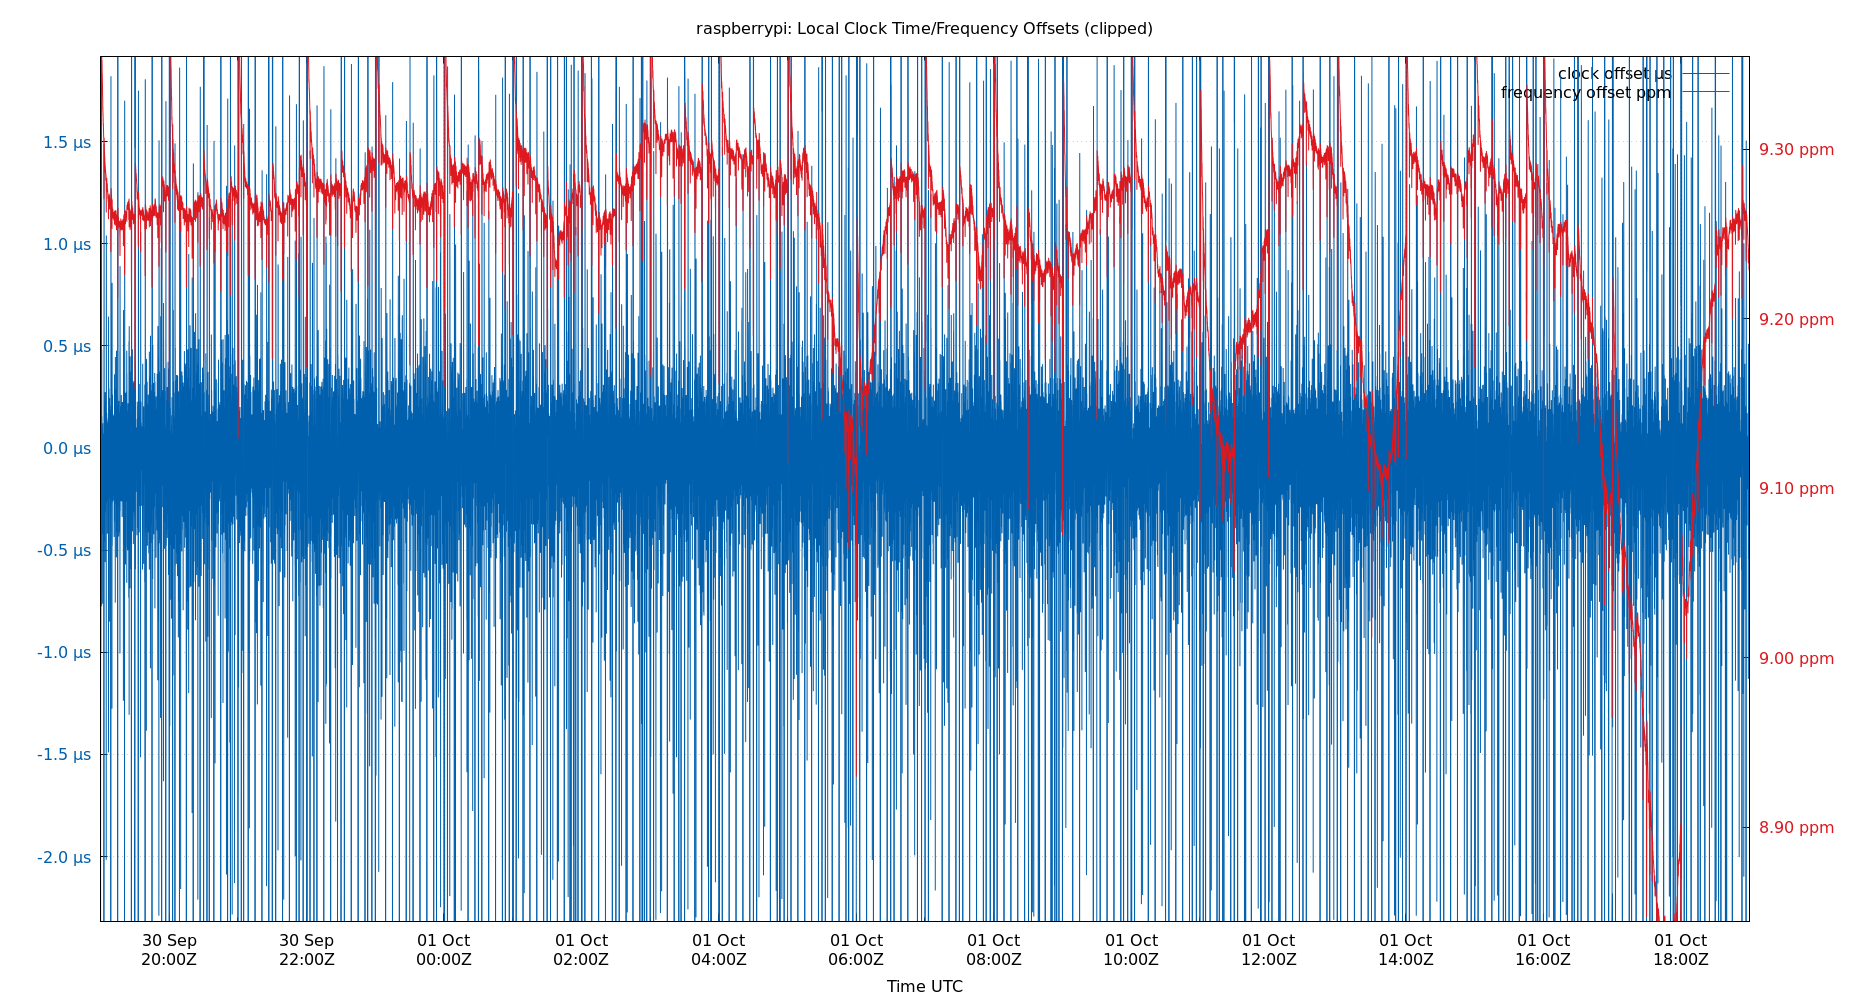 raspberrypi: Local Clock Time/Frequency Offsets (clipped)
clock offset µs
frequency offset ppm
1.5 µs
1.0 µs
0.5 µs
0.0 µs
-0.5 µs
-1.0 µs
-1.5 µs
-2.0 µs
9.30 ppm
9.20 ppm
9.10 ppm
9.00 ppm
8.90 ppm
30 Sep 30 Sep 01 Oct 01 Oct 01 Oct 01 Oct 01 Oct 01 Oct 01 Oct 01 Oct 01 Oct 01 Oct
20:00Z 22:00Z 00:00Z 02:00Z 04:00Z 06:00Z 08:00Z 10:00Z 12:00Z 14:00Z 16:00Z 18:00Z
Time UTC